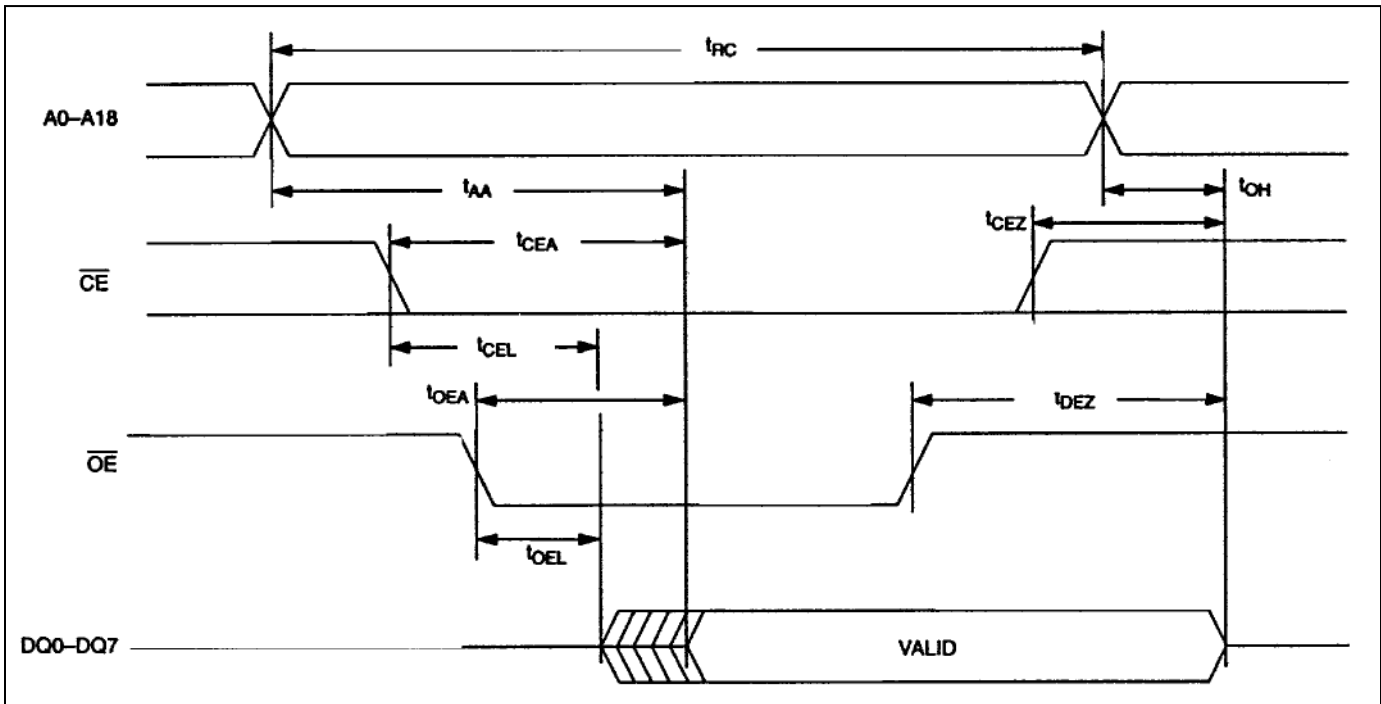 tRC
A0–A18
tAA
tOH
tCEZ
tCEA
CE
tCEL
tOEA
tDEZ
OE
tOEL
DQ0–DQ7
VALID